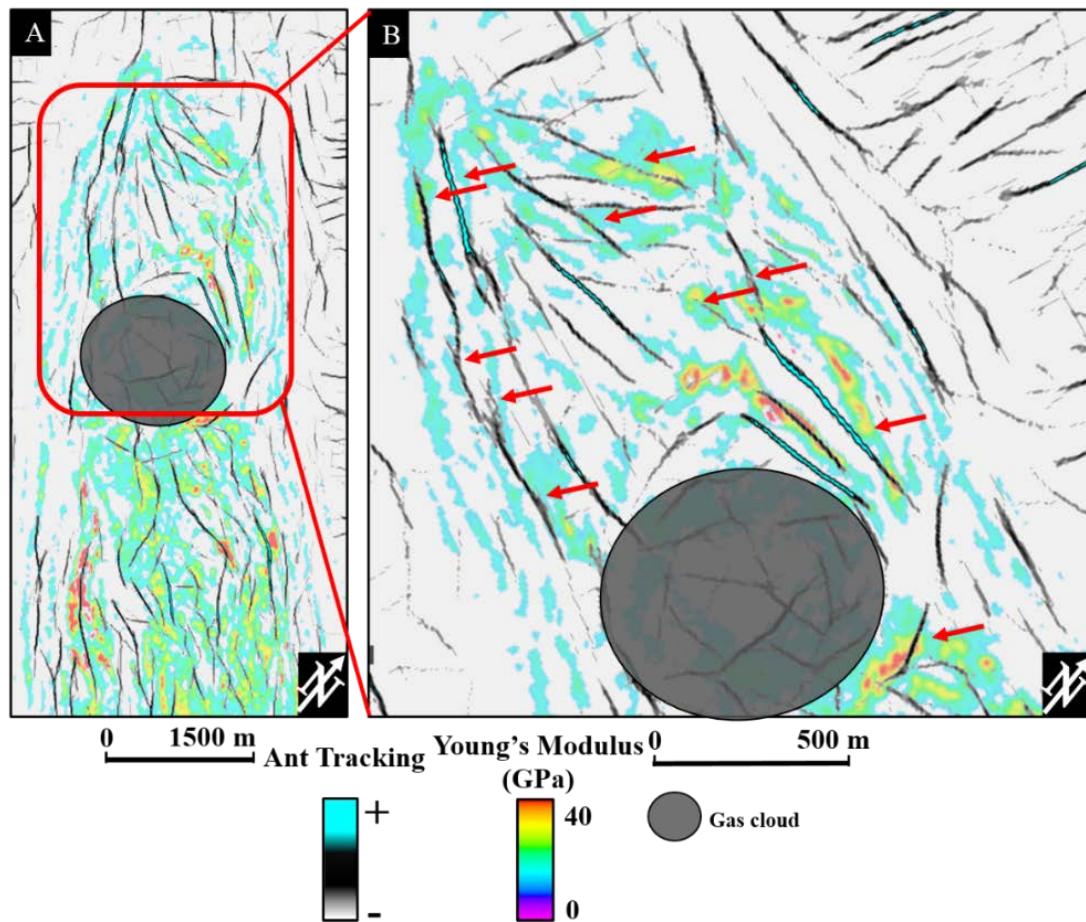 A
B
N
N
0 1500 m
Ant Tracking
Young's Modulus
(GPa)
0 500 m
+
-
40
0
Gas cloud